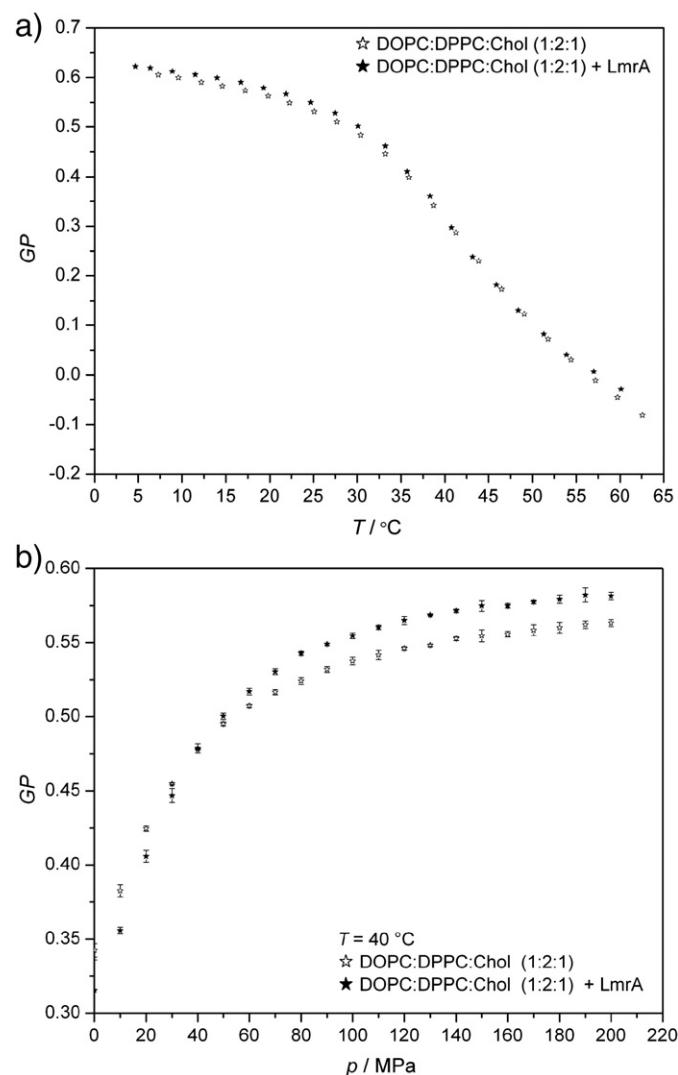 a)
0.7
0.6
0.5
0.4
0.3
0.2
0.1
0.0
-0.1
-0.2
GP
☆ DOPC:DPPC:Chol (1:2:1)
★ DOPC:DPPC:Chol (1:2:1) + LmrA
0 5 10 15 20 25 30 35 40 45 50 55 60 65
T / °C
b)
0.60
0.55
0.50
0.45
0.40
0.35
0.30
GP
T = 40 °C
☆ DOPC:DPPC:Chol (1:2:1)
★ DOPC:DPPC:Chol (1:2:1) + LmrA
0 20 40 60 80 100 120 140 160 180 200 220
p / MPa